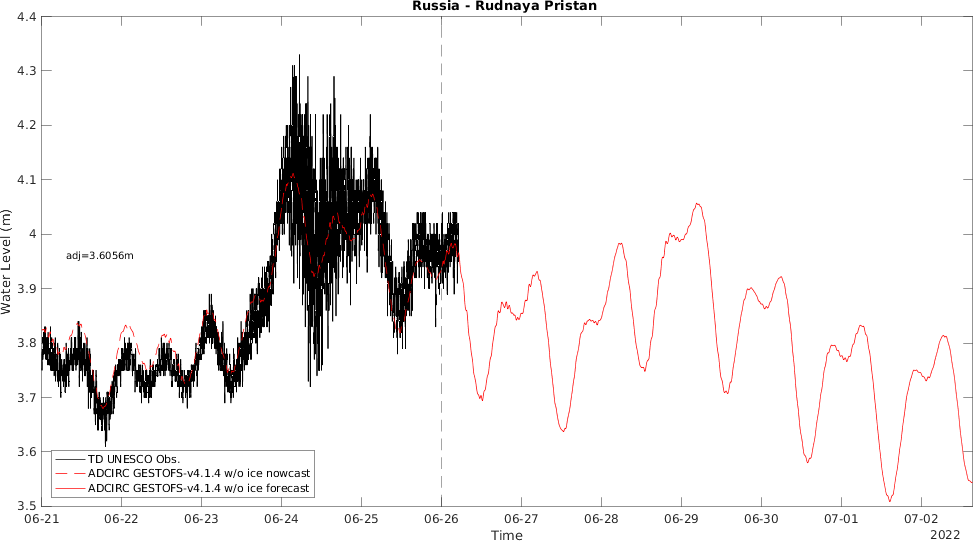 Russia - Rudnaya Pristan
4.4
4.3
4.2
4.1
4
3.9
3.8
3.7
3.6
3.5
Water Level (m)
adj=3.6056m
TD UNESCO Obs.
ADCIRC GESTOFS-v4.1.4 w/o ice nowcast
ADCIRC GESTOFS-v4.1.4 w/o ice forecast
06-21 06-22 06-23 06-24 06-25 06-26 06-27 06-28 06-29 06-30 07-01 07-02
Time
2022